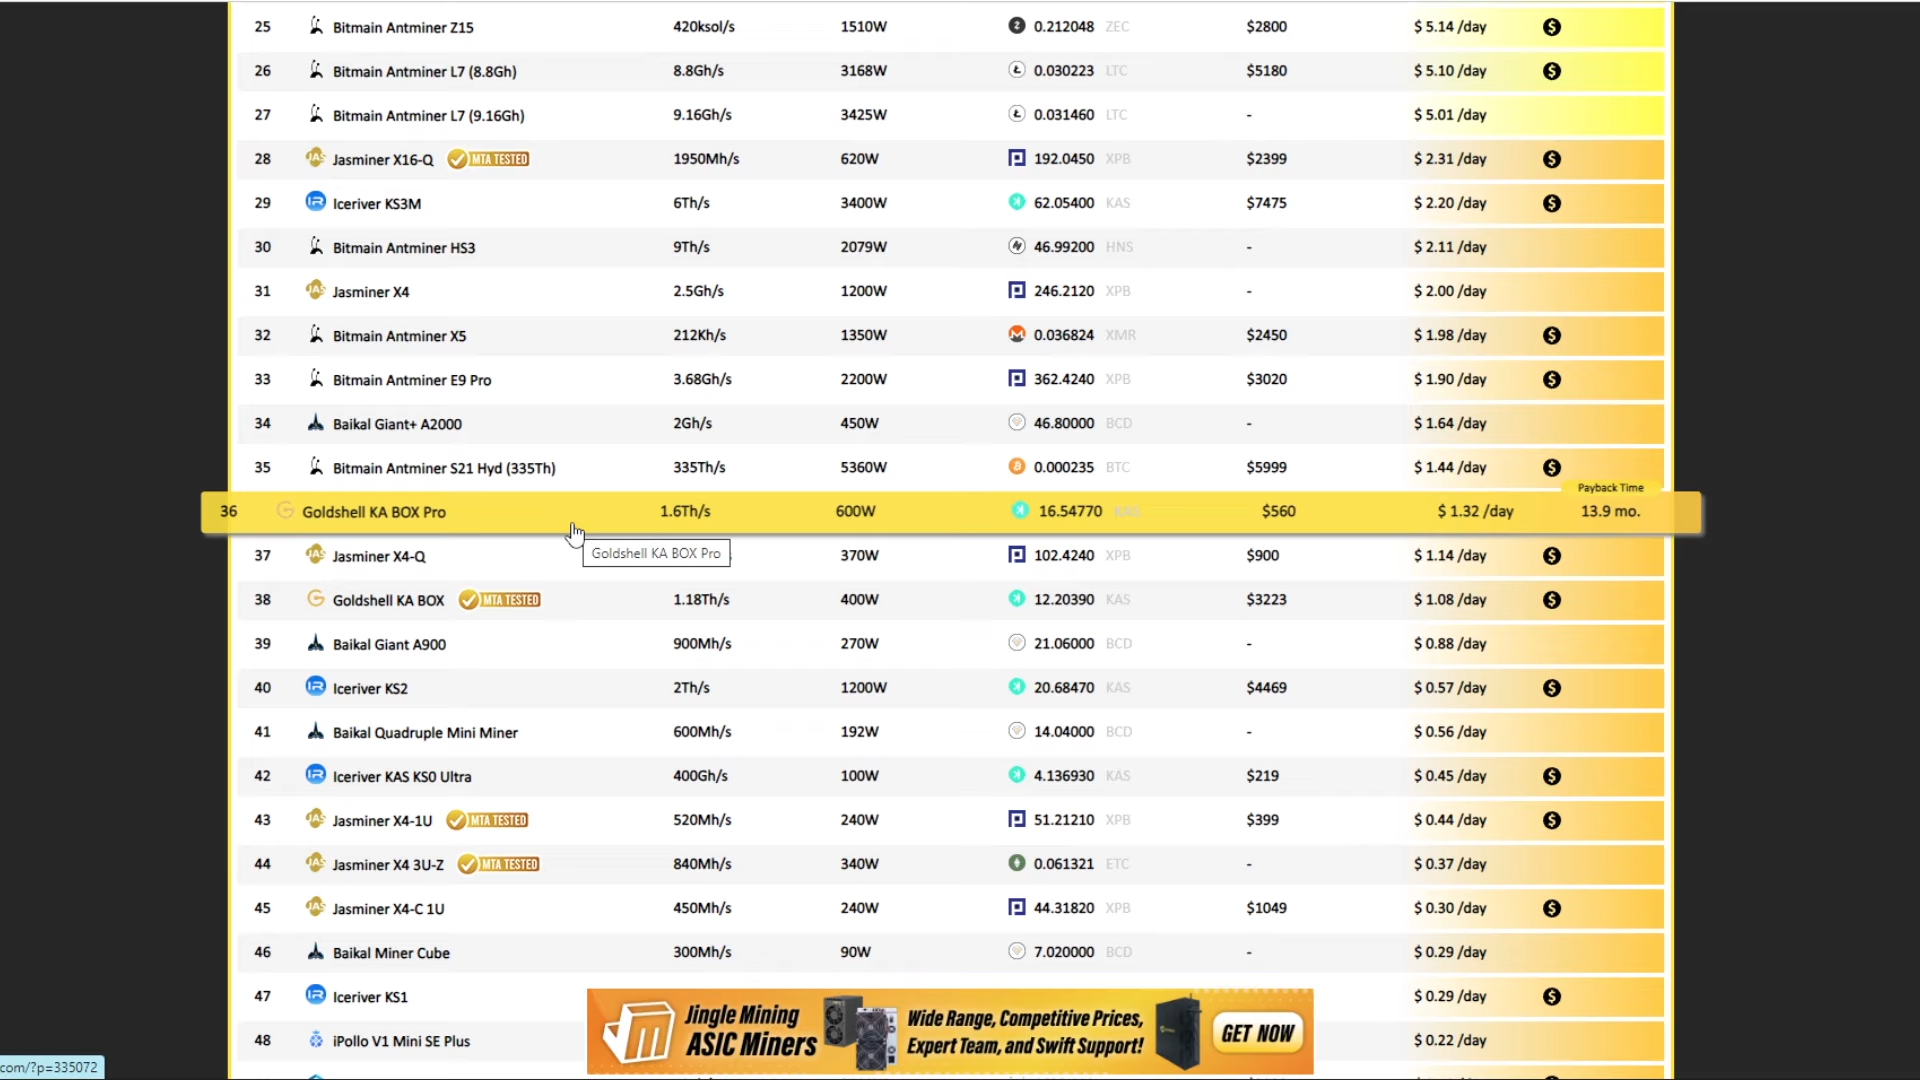 25 Bitmain Antminer Z15 420ksol/s 1510W 0.212048 ZEC $2800 $ 5.14 /day
26 Bitmain Antminer L7 (8.8Gh) 8.8Gh/s 3168W 0.030223 LTC $5180 $ 5.10 /day
27 Bitmain Antminer L7 (9.16Gh) 9.16Gh/s 3425W 0.031460 LTC - $ 5.01 /day
28 JAS Jasminer X16-Q MTA TESTED 1950Mh/s 620W 192.0450 XPB $2399 $ 2.31 /day
29 Iceriver KS3M 6Th/s 3400W 62.05400 KAS $7475 $ 2.20 /day
30 Bitmain Antminer HS3 9Th/s 2079W 46.99200 HNS - $ 2.11 /day
31 JAS Jasminer X4 2.5Gh/s 1200W 246.2120 XPB - $ 2.00 /day
32 Bitmain Antminer X5 212Kh/s 1350W 0.036824 XMR $2450 $ 1.98 /day
33 Bitmain Antminer E9 Pro 3.68Gh/s 2200W 362.4240 XPB $3020 $ 1.90 /day
34 Baikal Giant+ A2000 2Gh/s 450W 46.80000 BCD - $ 1.64 /day
35 Bitmain Antminer S21 Hyd (335Th) 335Th/s 5360W 0.000235 BTC $5999 $ 1.44 /day
Payback Time
36 Goldshell KA BOX Pro 1.6Th/s 600W 16.54770 KAS $560 $ 1.32 /day 13.9 mo.
Goldshell KA BOX Pro
37 JAS Jasminer X4-Q 370W 102.4240 XPB $900 $ 1.14 /day
38 Goldshell KA BOX MTA TESTED 1.18Th/s 400W 12.20390 KAS $3223 $ 1.08 /day
39 Baikal Giant A900 900Mh/s 270W 21.06000 BCD - $ 0.88 /day
40 Iceriver KS2 2Th/s 1200W 20.68470 KAS $4469 $ 0.57 /day
41 Baikal Quadruple Mini Miner 600Mh/s 192W 14.04000 BCD - $ 0.56 /day
42 Iceriver KAS KS0 Ultra 400Gh/s 100W 4.136930 KAS $219 $ 0.45 /day
43 JAS Jasminer X4-1U MTA TESTED 520Mh/s 240W 51.21210 XPB $399 $ 0.44 /day
44 JAS Jasminer X4 3U-Z MTA TESTED 840Mh/s 340W 0.061321 ETC - $ 0.37 /day
45 JAS Jasminer X4-C 1U 450Mh/s 240W 44.31820 XPB $1049 $ 0.30 /day
46 Baikal Miner Cube 300Mh/s 90W 7.020000 BCD - $ 0.29 /day
47 Iceriver KS1 $ 0.29 /day
48 iPollo V1 Mini SE Plus $ 0.22 /day
Jingle Mining
ASIC Miners
Wide Range, Competitive Prices,
Expert Team, and Swift Support!
GET NOW
com/?p=335072